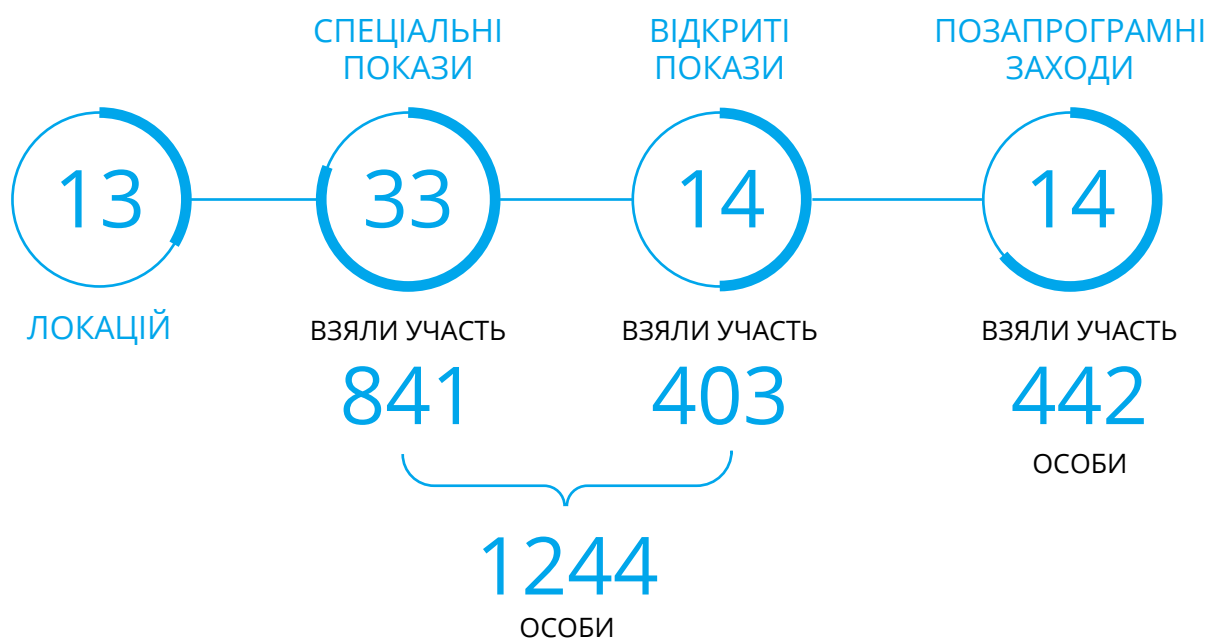 СПЕЦІАЛЬНІ
ПОКАЗИ
ВІДКРИТІ
ПОКАЗИ
ПОЗАПРОГРАМНІ
ЗАХОДИ
13
33
14
14
ЛОКАЦІЙ
ВЗЯЛИ УЧАСТЬ
ВЗЯЛИ УЧАСТЬ
ВЗЯЛИ УЧАСТЬ
841
403
442
ОСОБИ
1244
ОСОБИ